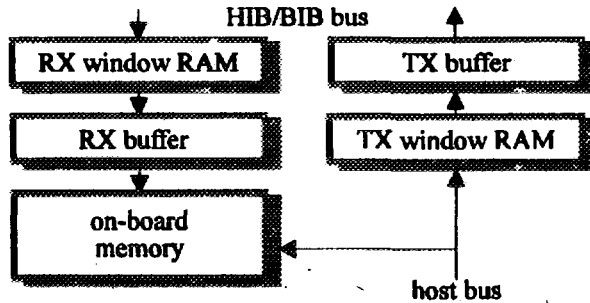 HIB/BIB bus
RX window RAM
TX buffer
RX buffer
TX window RAM
on-board
memory
host bus